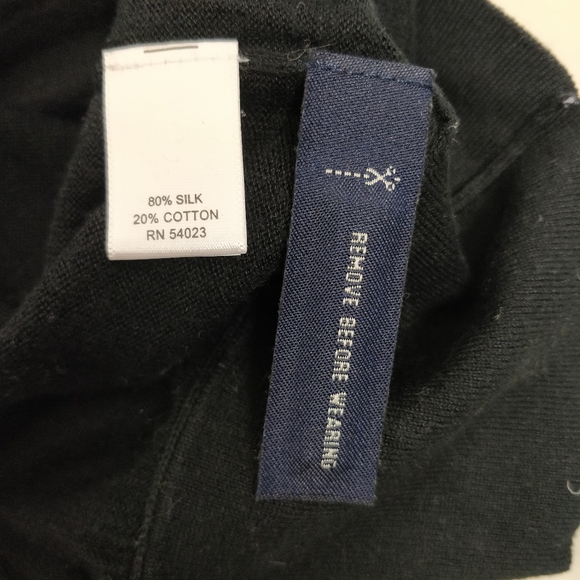 80% SILK
20% COTTON
RN 54023
REMOVE BEFORE WEARING